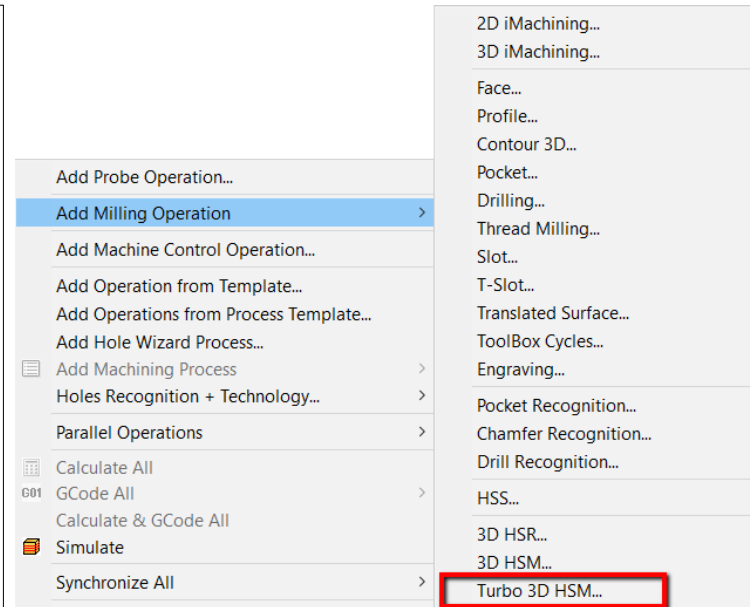 Add Probe Operation...
Add Milling Operation
Add Machine Control Operation...
Add Operation from Template...
Add Operations from Process Template...
Add Hole Wizard Process...
Add Machining Process
Holes Recognition + Technology...
Parallel Operations
Calculate All
G01 GCode All
Calculate & GCode All
Simulate
Synchronize All
2D iMachining...
3D iMachining...
Face...
Profile...
Contour 3D...
Pocket...
Drilling...
Thread Milling...
Slot...
T-Slot...
Translated Surface...
ToolBox Cycles...
Engraving...
Pocket Recognition...
Chamfer Recognition...
Drill Recognition...
HSS...
3D HSR...
3D HSM...
Turbo 3D HSM...